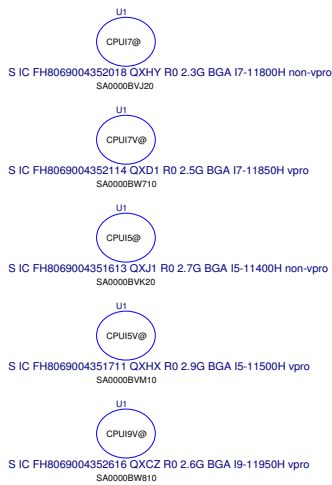 U1
CPUI7@
S IC FH8069004352018 QXHY R0 2.3G BGA I7-11800H non-vpro
SA0000BVJ20
U1
CPUI7V@
S IC FH8069004352114 QXD1 R0 2.5G BGA I7-11850H vpro
SA0000BW710
U1
CPUI5@
S IC FH8069004351613 QXJ1 R0 2.7G BGA I5-11400H non-vpro
SA0000BVK20
U1
CPUI5V@
S IC FH8069004351711 QXHX R0 2.9G BGA I5-11500H vpro
SA0000BVM10
U1
CPUI9V@
S IC FH8069004352616 QXCZ R0 2.6G BGA I9-11950H vpro
SA0000BW810